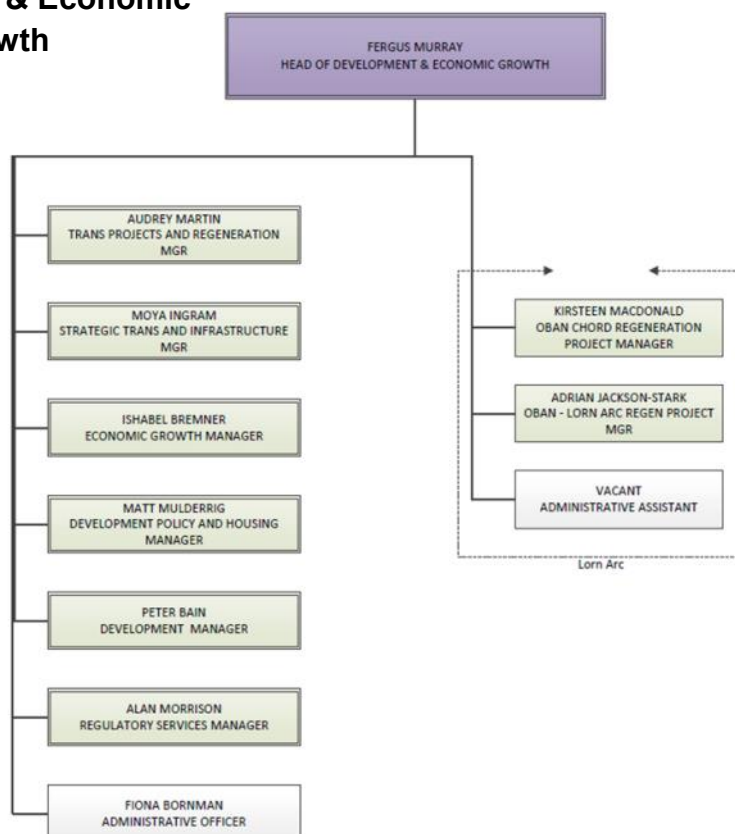 & Economic
wth
FERGUS MURRAY
HEAD OF DEVELOPMENT & ECONOMIC GROWTH
AUDREY MARTIN
TRANS PROJECTS AND REGENERATION
MGR
MOYA INGRAM
STRATEGIC TRANS AND INFRASTRUCTURE
MGR
ISHABEL BREMNER
ECONOMIC GROWTH MANAGER
MATT MULDERRIG
DEVELOPMENT POLICY AND HOUSING
MANAGER
PETER BAIN
DEVELOPMENT MANAGER
ALAN MORRISON
REGULATORY SERVICES MANAGER
FIONA BORNMAN
ADMINISTRATIVE OFFICER
KIRSTEEN MACDONALD
OBAN CHORD REGENERATION
PROJECT MANAGER
ADRIAN JACKSON-STARK
OBAN - LORN ARC REGEN PROJECT
MGR
VACANT
ADMINISTRATIVE ASSISTANT
Lorn Arc